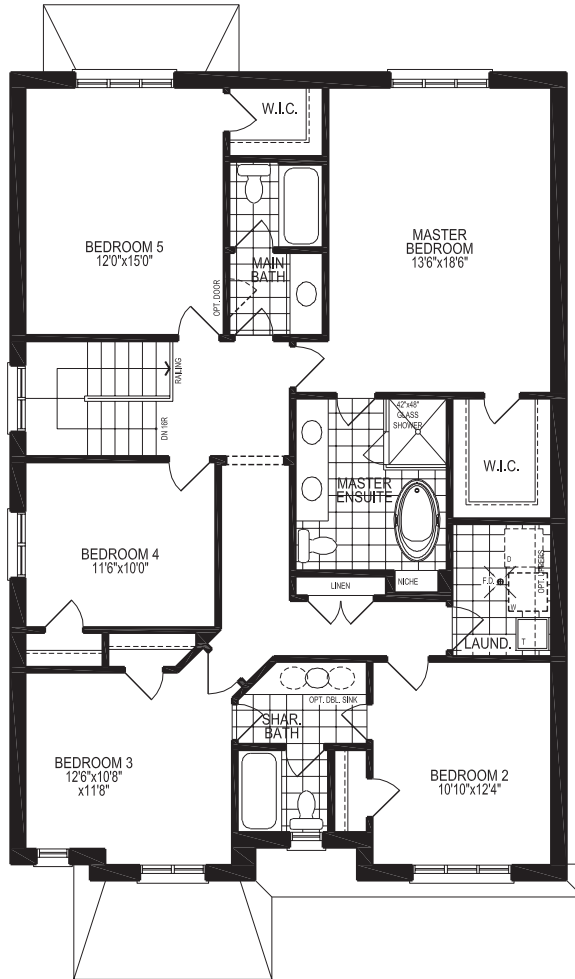 W.I.C.
BEDROOM 5
12'0"x15'0"
MASTER
BEDROOM
13'6"x18'6"
MAIN
BATH
OPT. DOOR
RAILING
DN 16R
42"x48"
GLASS
SHOWER
MASTER
ENSUITE
W.I.C.
BEDROOM 4
11'6"x10'0"
LINEN
NICHE
D
F.D.
W
OPT. UPPERS
T
LAUND.
OPT. DBL. SINK
SHAR.
BATH
BEDROOM 3
12'6"x10'8"
x11'8"
BEDROOM 2
10'10"x12'4"